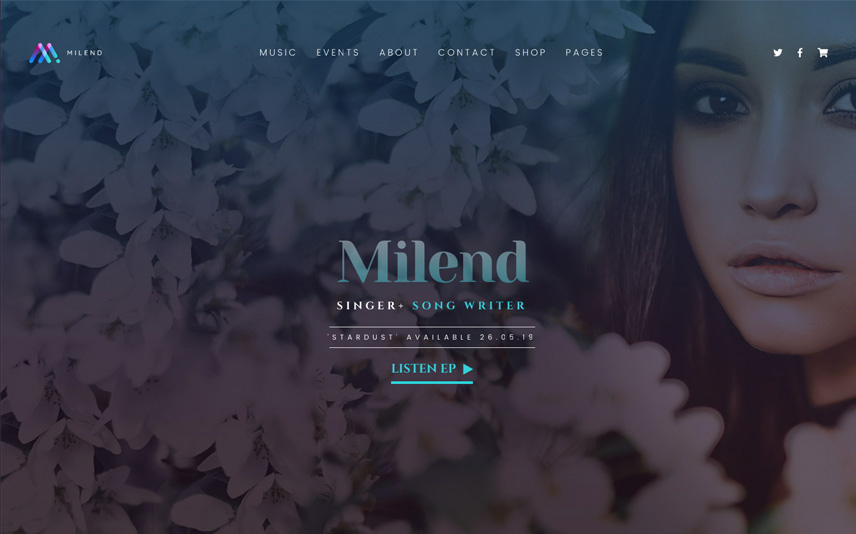 MILEND
MUSIC EVENTS ABOUT CONTACT SHOP PAGES
Milend
SINGER+ SONG WRITER
'STARDUST' AVAILABLE 26.05.19
LISTEN EP